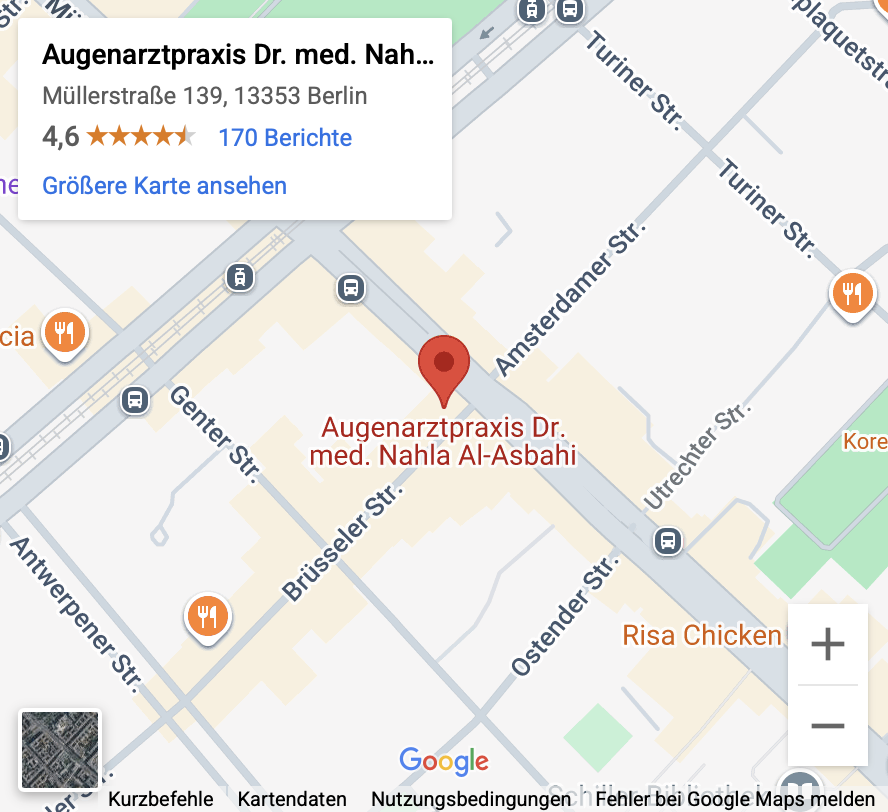 Augenarztpraxis Dr. med. Nah...
Müllerstraße 139, 13353 Berlin
4,6
170 Berichte
Größere Karte ansehen
Turiner Str.
Turiner Str.
Amsterdamer Str.
cia
Genter Str.
Augenarztpraxis Dr.
med. Nahla Al-Asbahi
Utrechter Str.
Kore
Brüsseler Str.
Antwerpener Str.
Ostender Str.
Risa Chicken
Google
Schiller-Bibliothek
Kurzbefehle
Kartendaten
Nutzungsbedingungen
Fehler bei Google Maps melden